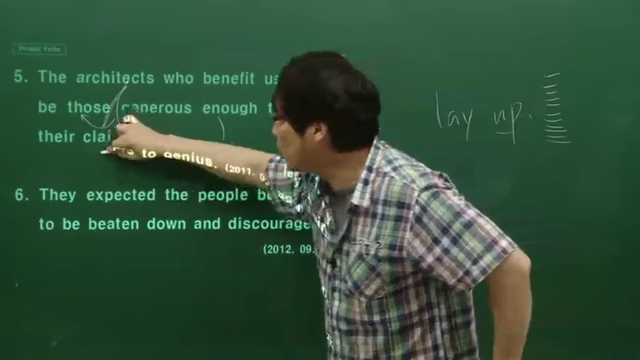 Phrasal Verbs
5. The architects who benefit us
be those generous enough
their
to genius. (2011.
6. They expected the people
to be beaten down and discourage
(2012. 09.
lay up.